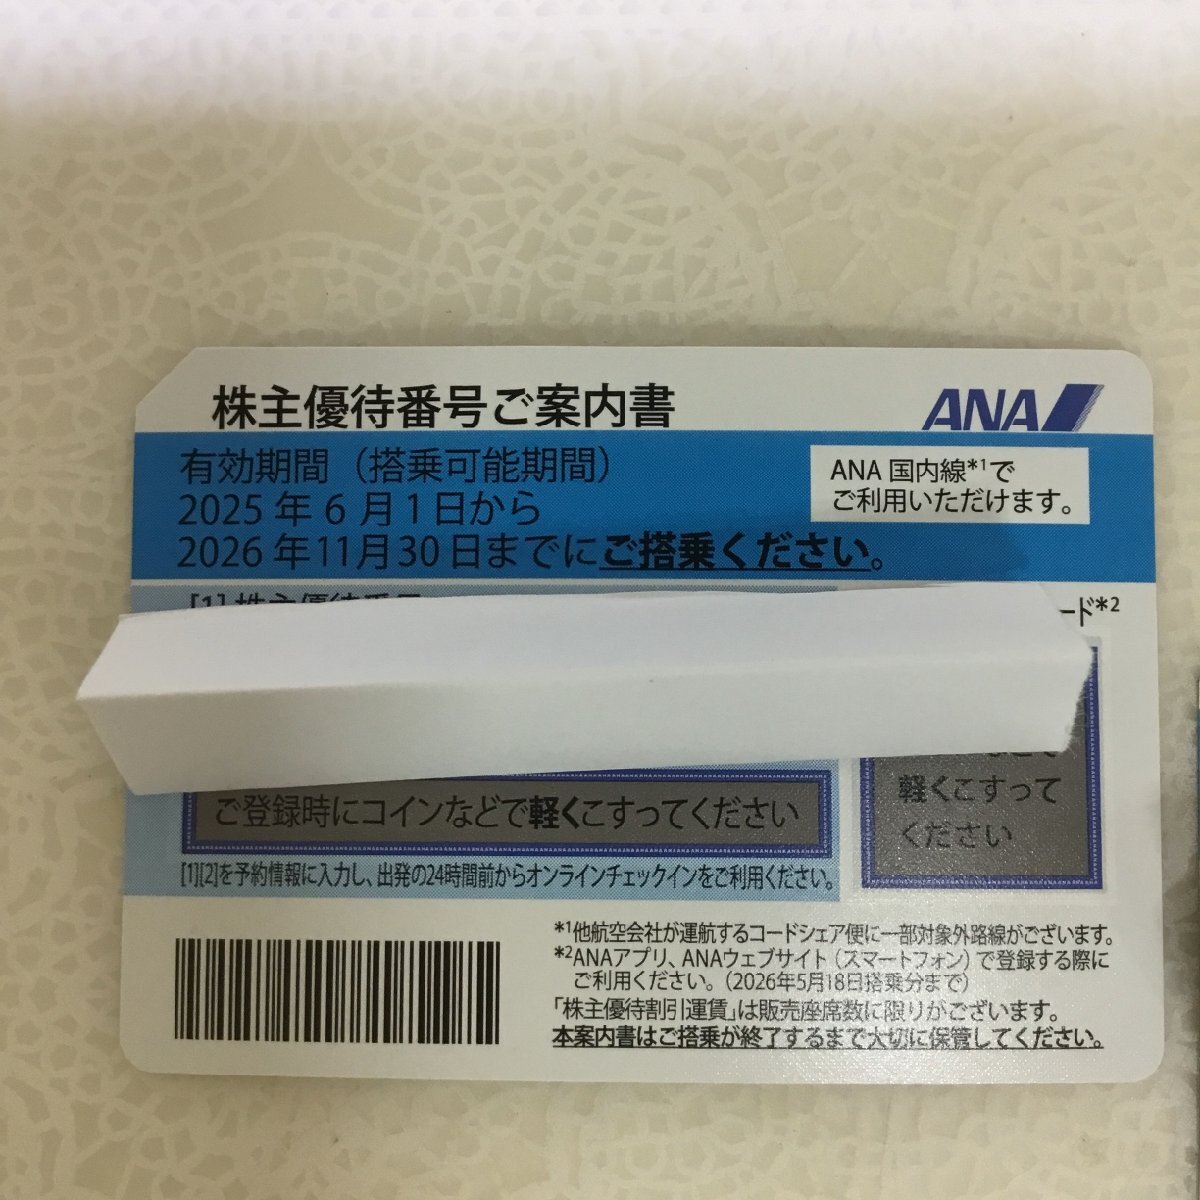 株主優待番号ご案内書
ANA
有効期間（搭乗可能期間）
2025年6月1日から
2026年11月30日までにご搭乗ください。
ANA 国内線*1で
ご利用いただけます。
[1]株主優待番号
ード*2
ご登録時にコインなどで軽くこすってください
軽くこすって
ください
[1][2]を予約情報に入力し、出発の24時間前からオンラインチェックインをご利用ください。
*1他航空会社が運航するコードシェア便に一部対象外路線がございます。
*2ANAアプリ、ANAウェブサイト（スマートフォン）で登録する際に
ご利用ください。（2026年5月18日搭乗分まで）
「株主優待割引運賃」は販売座席数に限りがございます。
本案内書はご搭乗が終了するまで大切に保管してください。